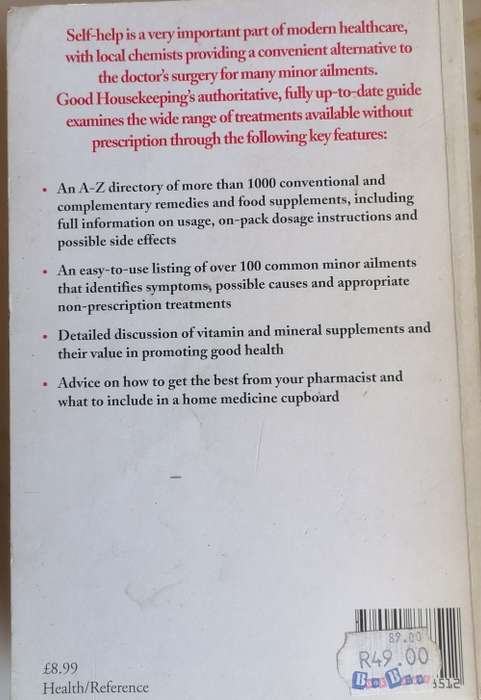 Self-help is a very important part of modern healthcare,
with local chemists providing a convenient alternative to
the doctor's surgery for many minor ailments.
Good Housekeeping's authoritative, fully up-to-date guide
examines the wide range of treatments available without
prescription through the following key features:
• An A-Z directory of more than 1000 conventional and
complementary remedies and food supplements, including
full information on usage, on-pack dosage instructions and
possible side effects
• An easy-to-use listing of over 100 common minor ailments
that identifies symptoms, possible causes and appropriate
non-prescription treatments
• Detailed discussion of vitamin and mineral supplements and
their value in promoting good health
• Advice on how to get the best from your pharmacist and
what to include in a home medicine cupboard
89.00
R49.00
£8.99
Health/Reference